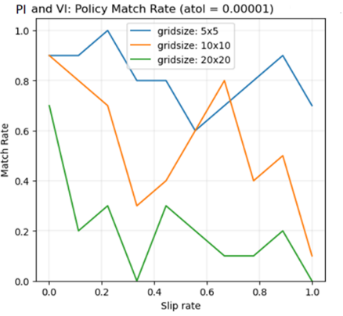 PI and VI: Policy Match Rate (atol = 0.00001)
gridsize: 5x5
gridsize: 10x10
gridsize: 20x20
Match Rate
1.0
0.8
0.6
0.4
0.2
0.0
0.0 0.2 0.4 0.6 0.8 1.0
Slip rate